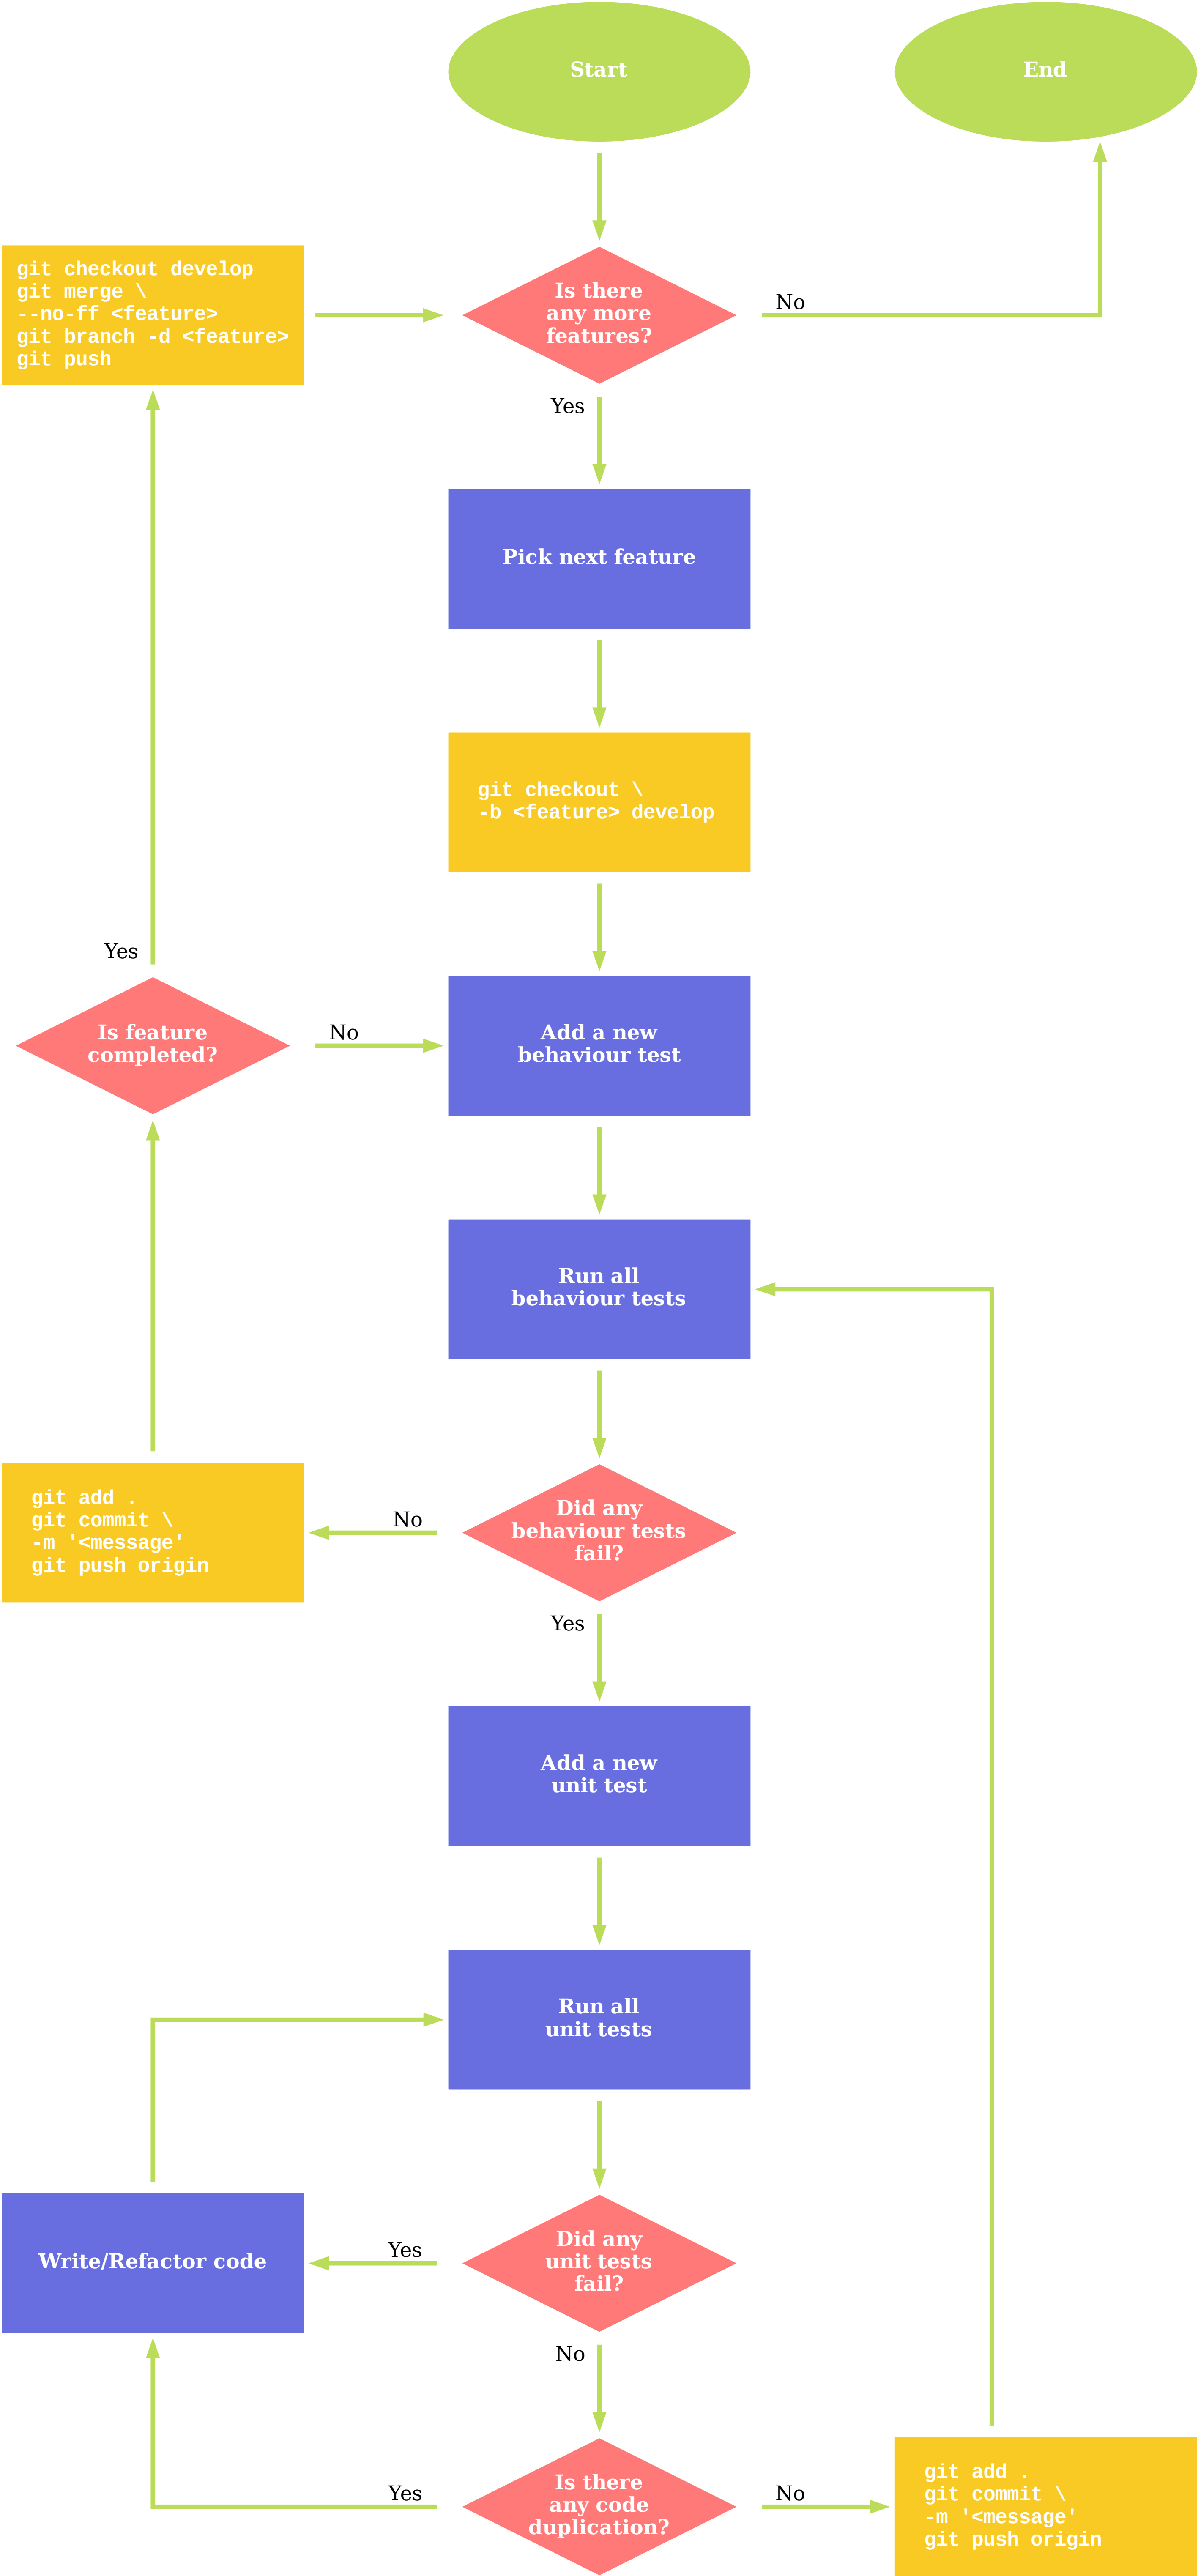 Start
End
git checkout develop
git merge \
--no-ff <feature>
git branch -d <feature>
git push
Is there
any more
features?
No
Yes
Pick next feature
git checkout \
-b <feature> develop
Yes
Is feature
completed?
No
Add a new
behaviour test
Run all
behaviour tests
git add .
git commit \
-m '<message'
git push origin
No
Did any
behaviour tests
fail?
Yes
Add a new
unit test
Run all
unit tests
Write/Refactor code
Yes
Did any
unit tests
fail?
No
Yes
Is there
any code
duplication?
No
git add .
git commit \
-m '<message'
git push origin